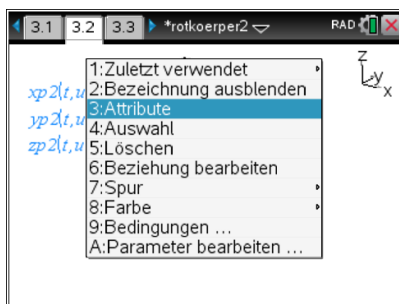 3.1 3.2 3.3 *rotkoerper2 RAD
z
y
x
xp2(t,u
yp2(t,u
zp2(t,u
1:Zuletzt verwendet
2:Bezeichnung ausblenden
3:Attribute
4:Auswahl
5:Löschen
6:Beziehung bearbeiten
7:Spur
8:Farbe
9:Bedingungen ...
A:Parameter bearbeiten ...